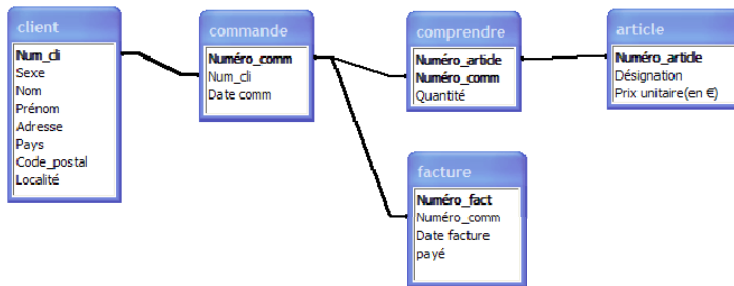 client
Num_cli
Sexe
Nom
Prénom
Adresse
Pays
Code_postal
Localité
commande
Numéro_comm
Num_cli
Date comm
comprendre
Numéro_article
Numéro_comm
Quantité
article
Numéro_article
Désignation
Prix unitaire(en €)
facture
Numéro_fact
Numéro_comm
Date facture
payé